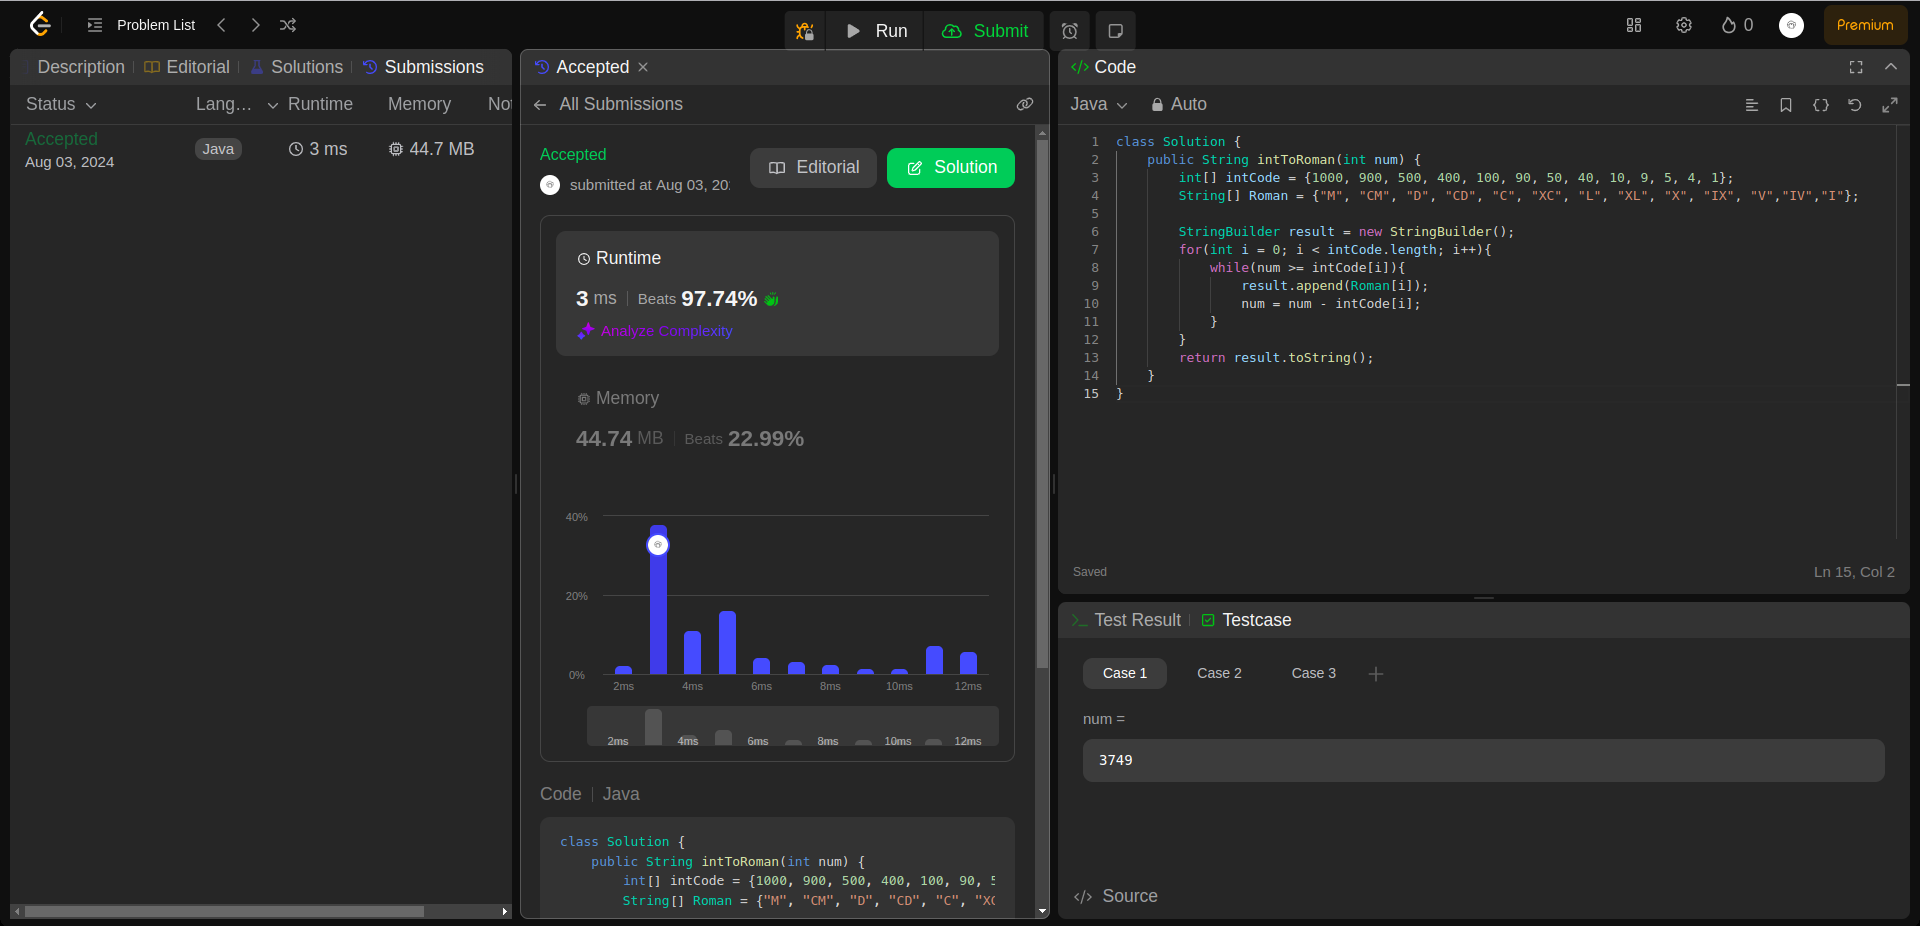 Problem List
Run
Submit
0
Premium
Description
Editorial
Solutions
Submissions
Status
Lang...
Runtime
Memory
Not
Accepted
Aug 03, 2024
Java
3 ms
44.7 MB
Accepted
All Submissions
Accepted
submitted at Aug 03, 20
Editorial
Solution
Runtime
3 ms
Beats 97.74%
Analyze Complexity
Memory
44.74 MB
Beats 22.99%
40%
20%
0%
2ms 4ms 6ms 8ms 10ms 12ms
2ms 4ms 6ms 8ms 10ms 12ms
Code
Java
class Solution {
public String intToRoman(int num) {
int[] intCode = {1000, 900, 500, 400, 100, 90, 5
String[] Roman = {"M", "CM", "D", "CD", "C", "XC
Code
Java
Auto
1 class Solution {
2 public String intToRoman(int num) {
3 int[] intCode = {1000, 900, 500, 400, 100, 90, 50, 40, 10, 9, 5, 4, 1};
4 String[] Roman = {"M", "CM", "D", "CD", "C", "XC", "L", "XL", "X", "IX", "V","IV","I"};
5
6 StringBuilder result = new StringBuilder();
7 for(int i = 0; i < intCode.length; i++){
8 while(num >= intCode[i]){
9 result.append(Roman[i]);
10 num = num - intCode[i];
11 }
12 }
13 return result.toString();
14 }
15 }
Saved
Ln 15, Col 2
Test Result
Testcase
Case 1
Case 2
Case 3
num =
3749
Source